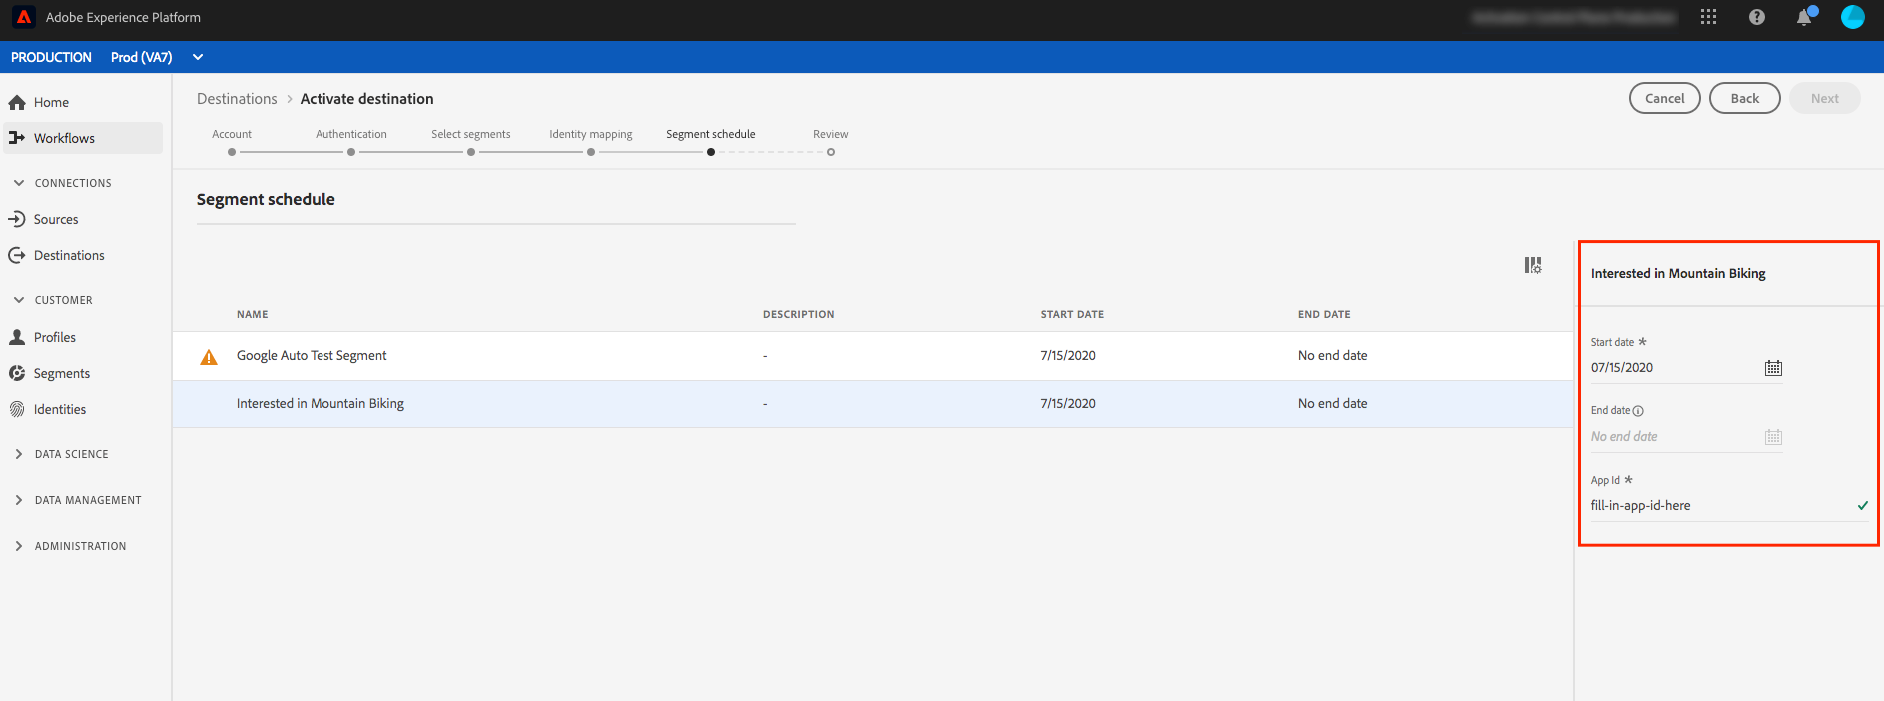 Adobe Experience Platform
PRODUCTION Prod (VA7)
Home
Workflows
CONNECTIONS
Sources
Destinations
CUSTOMER
Profiles
Segments
Identities
DATA SCIENCE
DATA MANAGEMENT
ADMINISTRATION
Destinations > Activate destination
Cancel Back Next
Account Authentication Select segments Identity mapping Segment schedule Review
Segment schedule
NAME DESCRIPTION START DATE END DATE
Google Auto Test Segment - 7/15/2020 No end date
Interested in Mountain Biking - 7/15/2020 No end date
Interested in Mountain Biking
Start date *
07/15/2020
End date
No end date
App Id *
fill-in-app-id-here